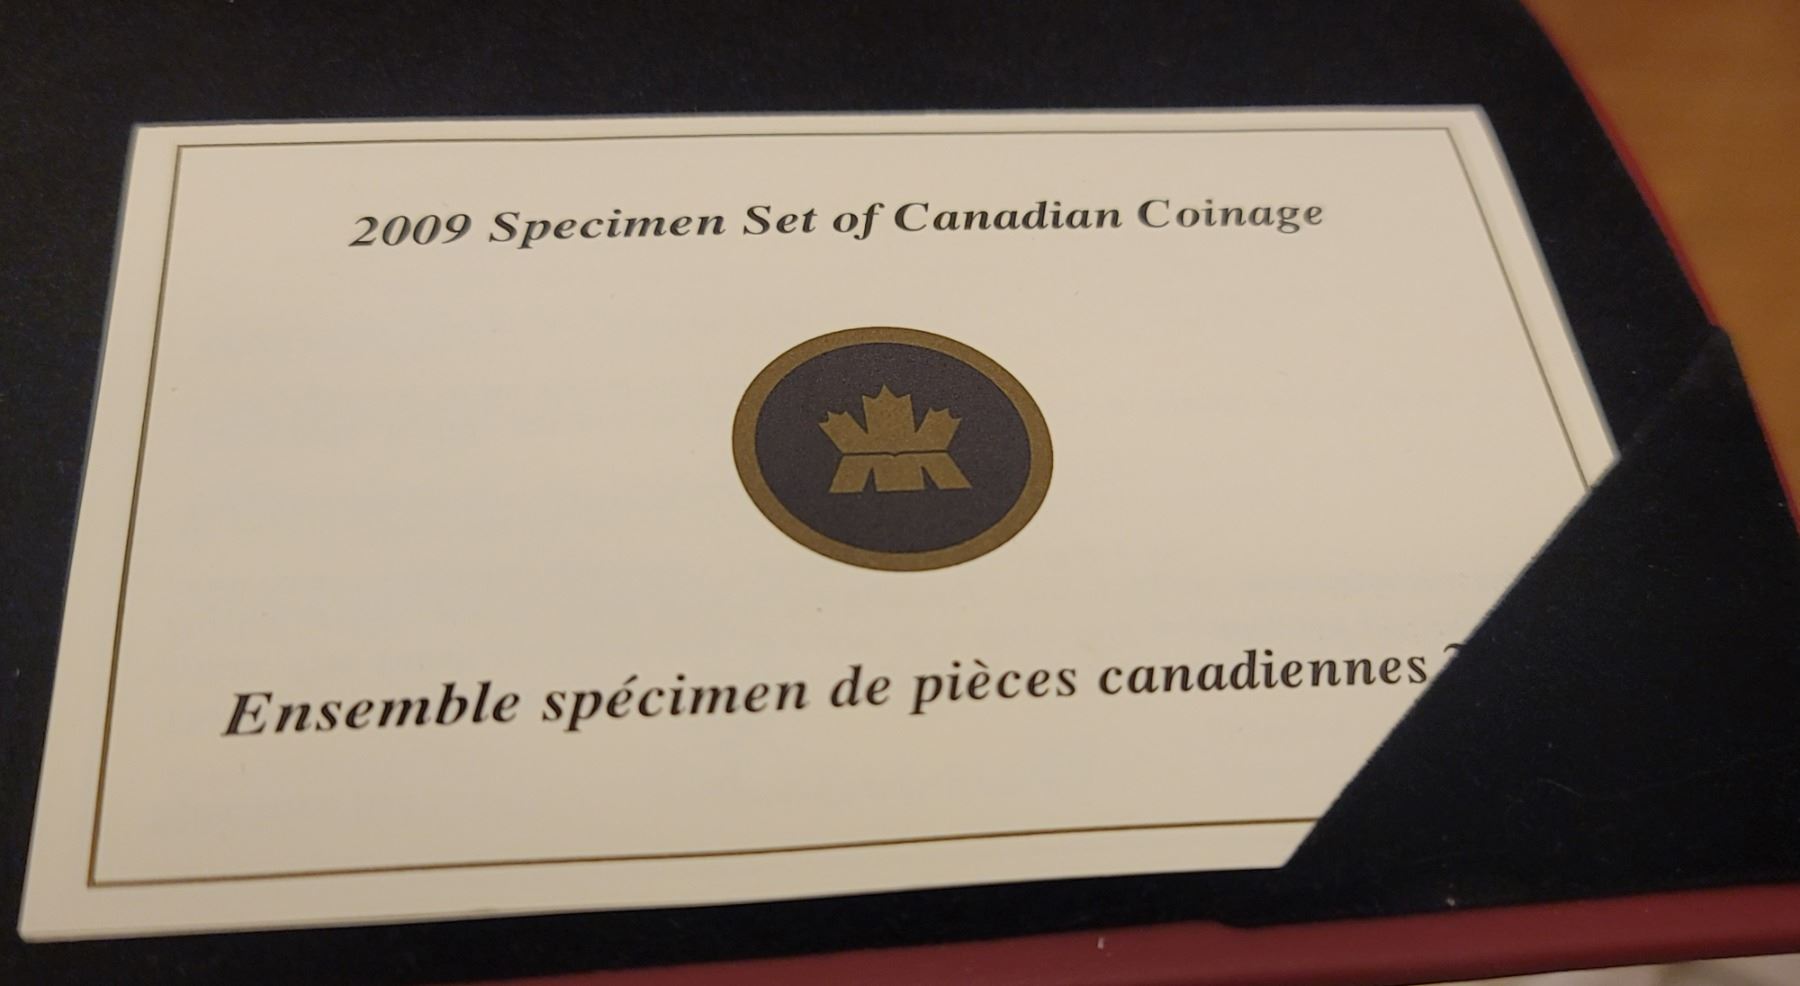 2009 Specimen Set of Canadian Coinage
Ensemble spécimen de pièces canadiennes